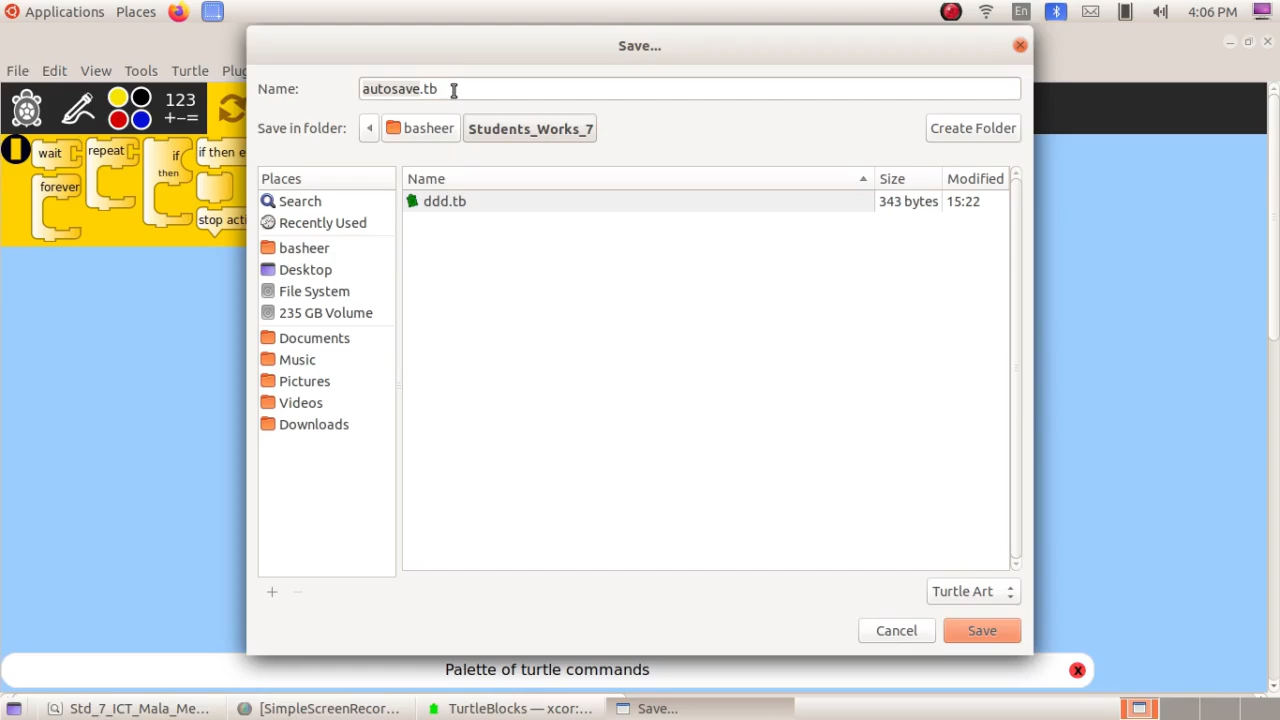 Applications Places En 4:06 PM
Save...
File Edit View Tools Turtle Plug
Name: autosave.tb
123
+−=
Save in folder: basheer Students_Works_7 Create Folder
wait repeat if then if then e
forever stop acti
Places Name Size Modified
Search ddd.tb 343 bytes 15:22
Recently Used
basheer
Desktop
File System
235 GB Volume
Documents
Music
Pictures
Videos
Downloads
Turtle Art
Cancel Save
Palette of turtle commands x
Std_7_ICT_Mala_Me... [SimpleScreenRecor... TurtleBlocks — xcor:... Save...